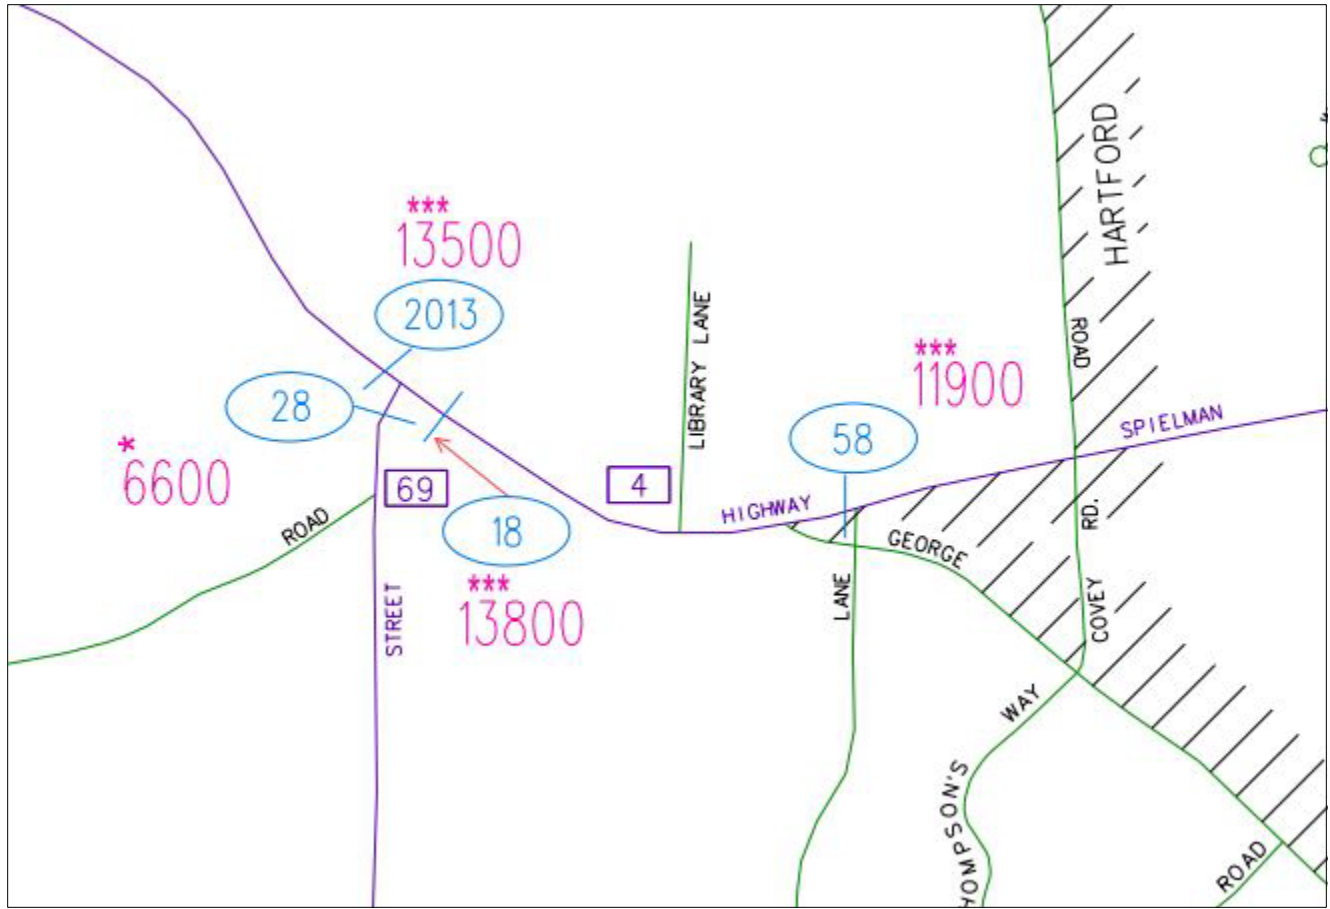 HARTFORD
***
13500
2013
28
*
6600
69
ROAD
STREET
18
***
13800
LIBRARY LANE
4
HIGHWAY
***
11900
58
ROAD
SPIELMAN
RD.
GEORGE
LANE
COVEY
WAY
HOMPSON'S
ROAD